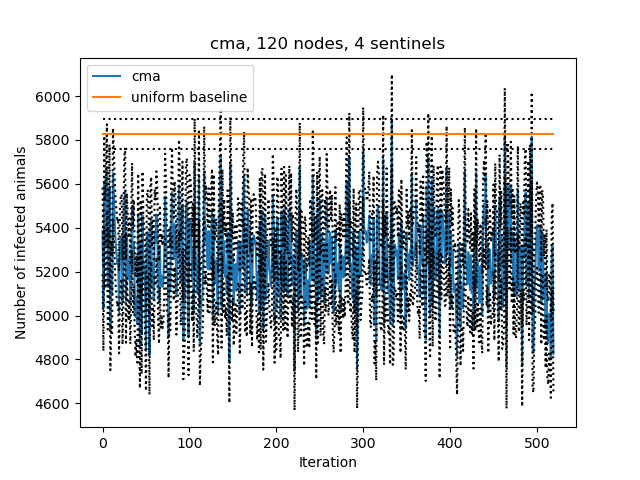 cma, 120 nodes, 4 sentinels
cma
uniform baseline
Number of infected animals
6000
5800
5600
5400
5200
5000
4800
4600
0 100 200 300 400 500
Iteration